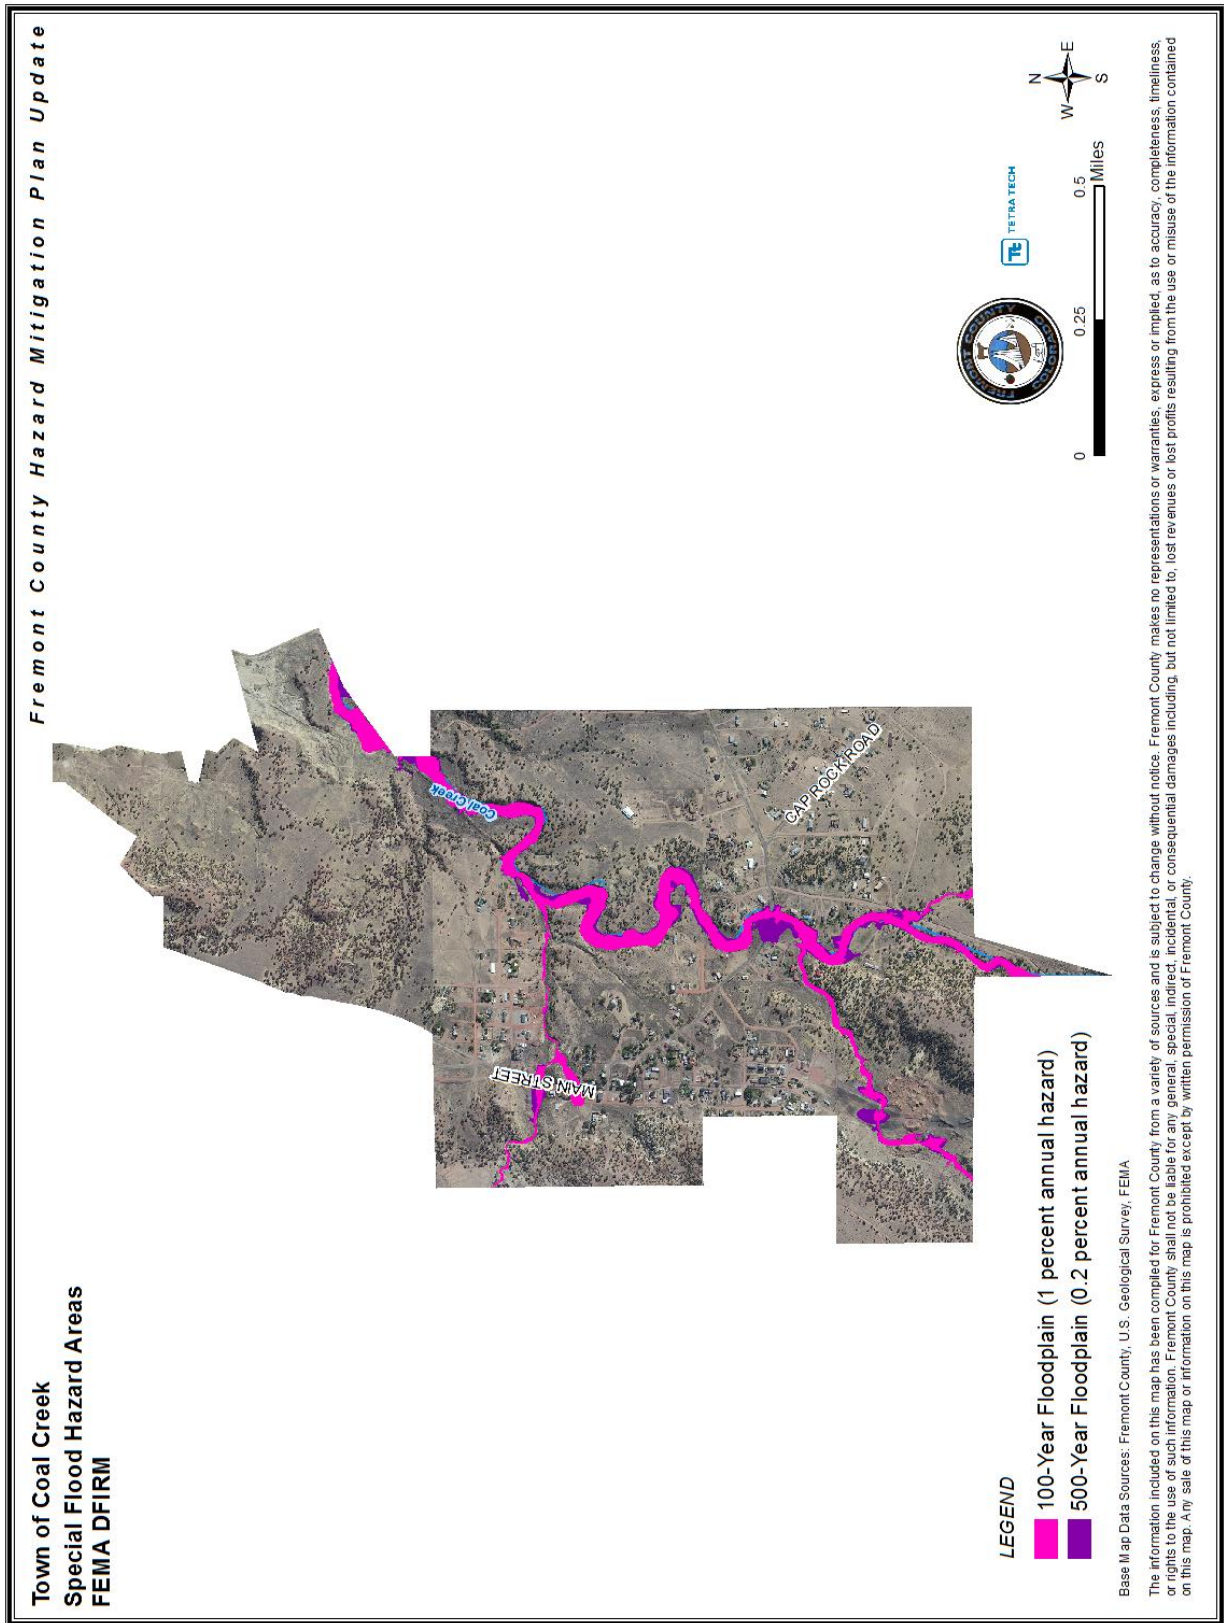 Fremont County Hazard Mitigation Plan Update
Town of Coal Creek
Special Flood Hazard Areas
FEMA DFIRM
Coal Creek
MAIN STREET
CAP ROCK ROAD
LEGEND
100-Year Floodplain (1 percent annual hazard)
500-Year Floodplain (0.2 percent annual hazard)
FREMONT COUNTY
COLORADO
Tt TETRA TECH
N
W E
S
0 0.25 0.5
Miles
Base Map Data Sources: Fremont County, U.S. Geological Survey, FEMA
The information included on this map has been compiled for Fremont County from a variety of sources and is subject to change without notice. Fremont County makes no representations or warranties, express or implied, as to accuracy, completeness, timeliness,
or rights to the use of such information. Fremont County shall not be liable for any general, special, indirect, incidental, or consequential damages including, but not limited to, lost revenues or lost profits resulting from the use or misuse of the information contained
on this map. Any sale of this map or information on this map is prohibited except by written permission of Fremont County.